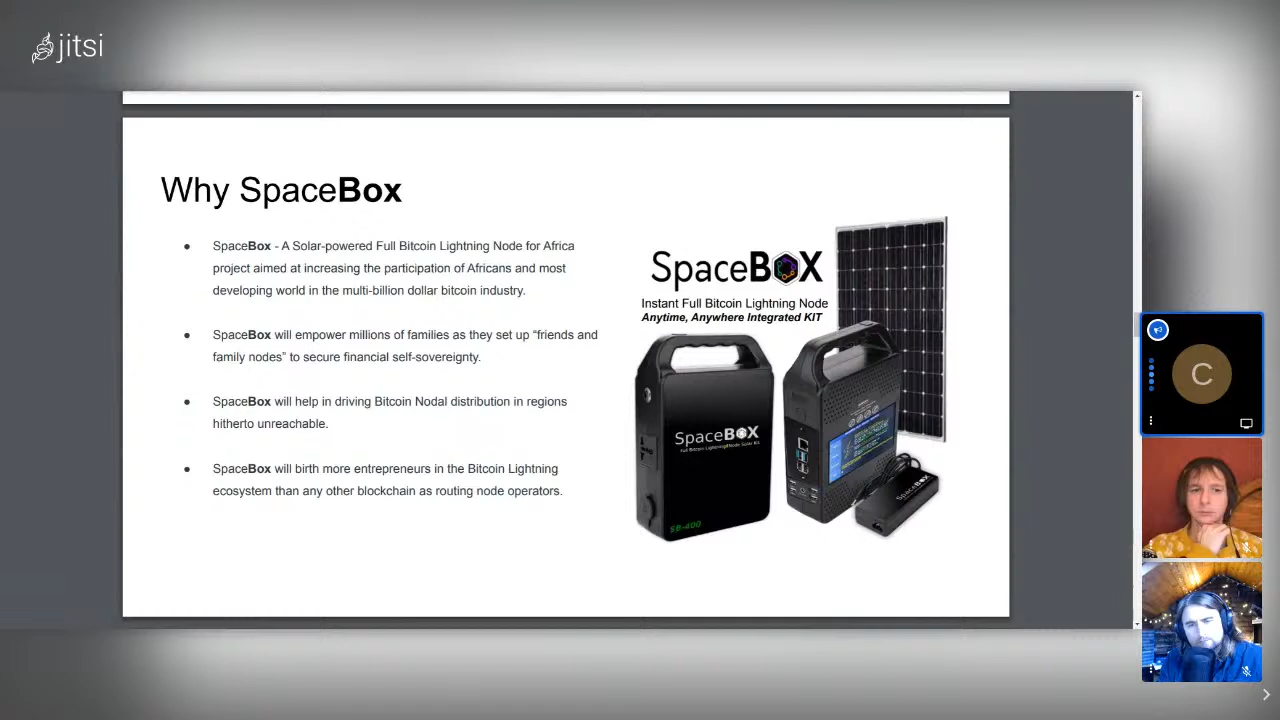 jitsi
Why SpaceBox
● SpaceBox - A Solar-powered Full Bitcoin Lightning Node for Africa
project aimed at increasing the participation of Africans and most
developing world in the multi-billion dollar bitcoin industry.
● SpaceBox will empower millions of families as they set up “friends and
family nodes” to secure financial self-sovereignty.
● SpaceBox will help in driving Bitcoin Nodal distribution in regions
hitherto unreachable.
● SpaceBox will birth more entrepreneurs in the Bitcoin Lightning
ecosystem than any other blockchain as routing node operators.
SpaceBOX
Instant Full Bitcoin Lightning Node
Anytime, Anywhere Integrated KIT
SpaceBOX
Full Bitcoin Lightning Node Solar Kit
SB-400
SpaceBOX
C